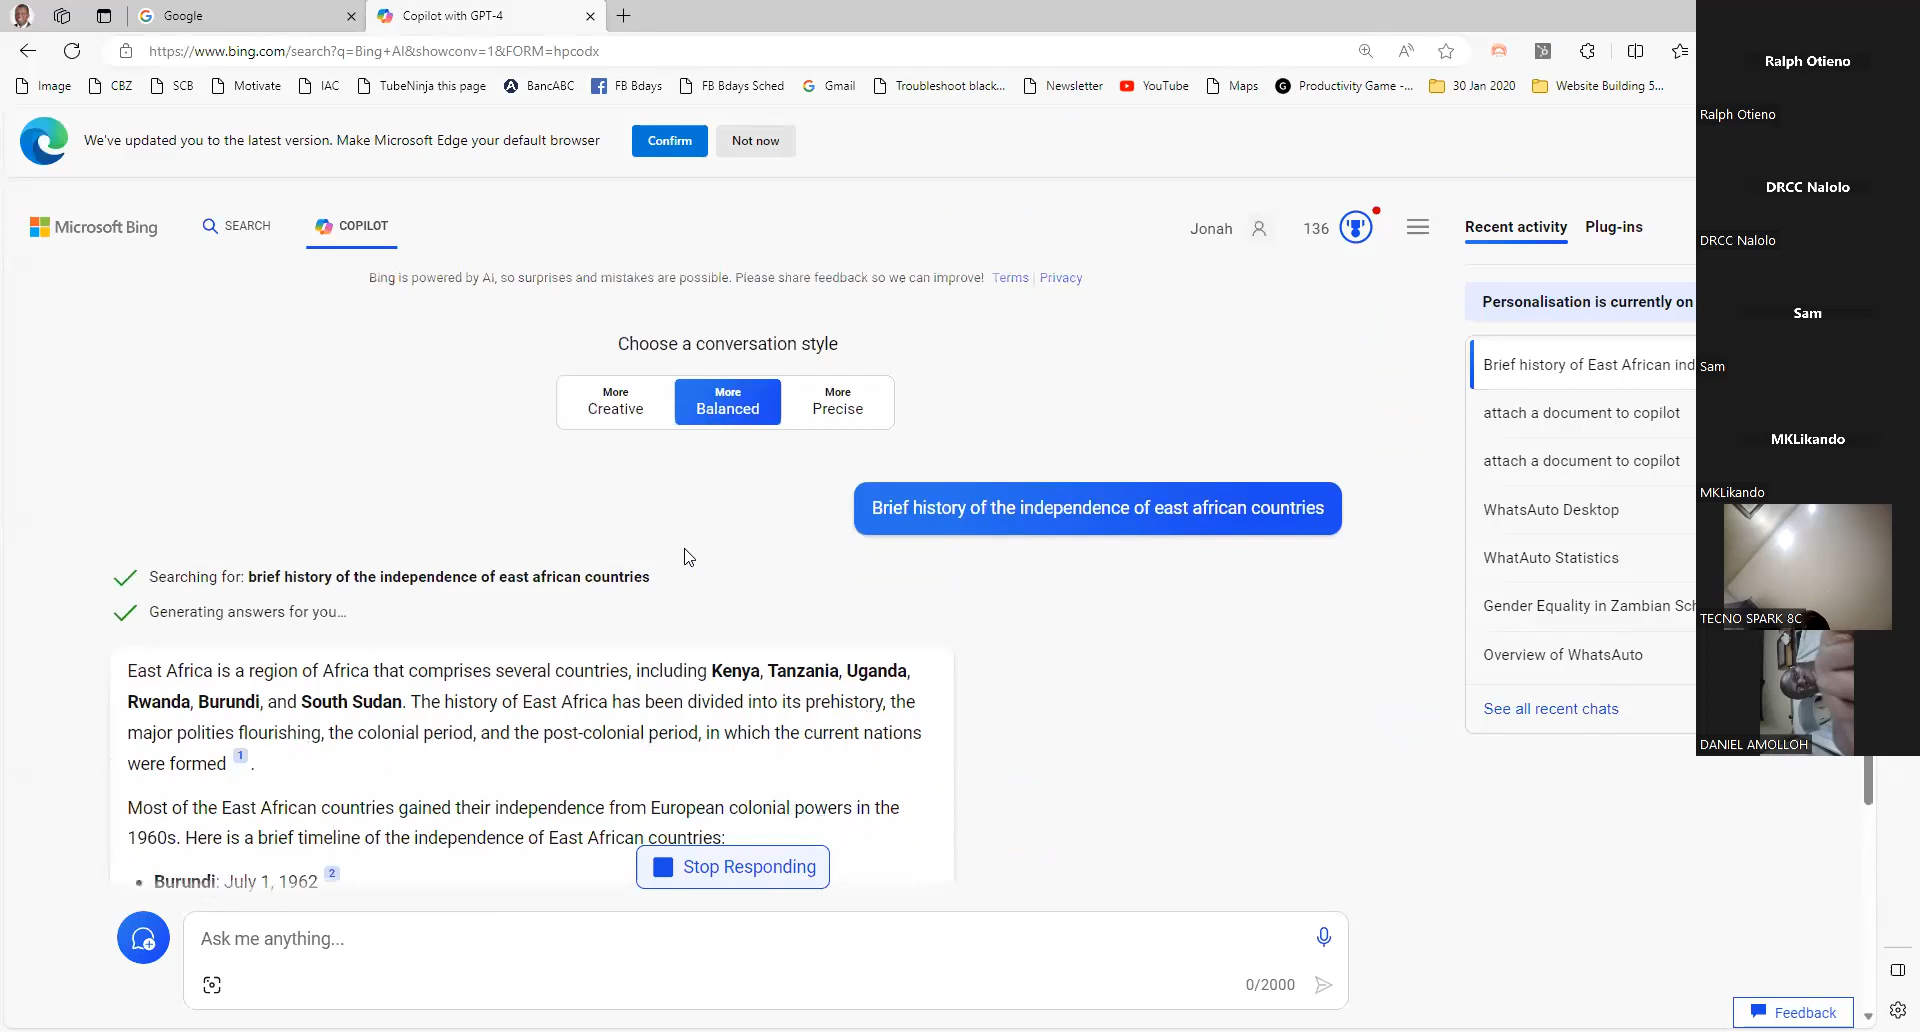 Google
Copilot with GPT-4
https://www.bing.com/search?q=Bing+AI&showconv=1&FORM=hpcodx
Image CBZ SCB Motivate IAC TubeNinja this page BancABC FB Bdays FB Bdays Sched Gmail Troubleshoot black... Newsletter YouTube Maps Productivity Game -... 30 Jan 2020 Website Building 5...
We've updated you to the latest version. Make Microsoft Edge your default browser Confirm Not now
Microsoft Bing SEARCH COPILOT Jonah 136
Bing is powered by AI, so surprises and mistakes are possible. Please share feedback so we can improve! Terms | Privacy
Choose a conversation style
More Creative
More Balanced
More Precise
Brief history of the independence of east african countries
Searching for: brief history of the independence of east african countries
Generating answers for you...
East Africa is a region of Africa that comprises several countries, including Kenya, Tanzania, Uganda,
Rwanda, Burundi, and South Sudan. The history of East Africa has been divided into its prehistory, the
major polities flourishing, the colonial period, and the post-colonial period, in which the current nations
were formed 1 .
Most of the East African countries gained their independence from European colonial powers in the
1960s. Here is a brief timeline of the independence of East African countries:
• Burundi: July 1, 1962 2
Stop Responding
Ask me anything...
0/2000
Recent activity Plug-ins
Personalisation is currently on
Brief history of East African ind
attach a document to copilot
attach a document to copilot
WhatsAuto Desktop
WhatAuto Statistics
Gender Equality in Zambian Sch
Overview of WhatsAuto
See all recent chats
Ralph Otieno
Ralph Otieno
DRCC Nalolo
DRCC Nalolo
Sam
Sam
MKLikando
MKLikando
TECNO SPARK 8C
DANIEL AMOLLOH
Feedback